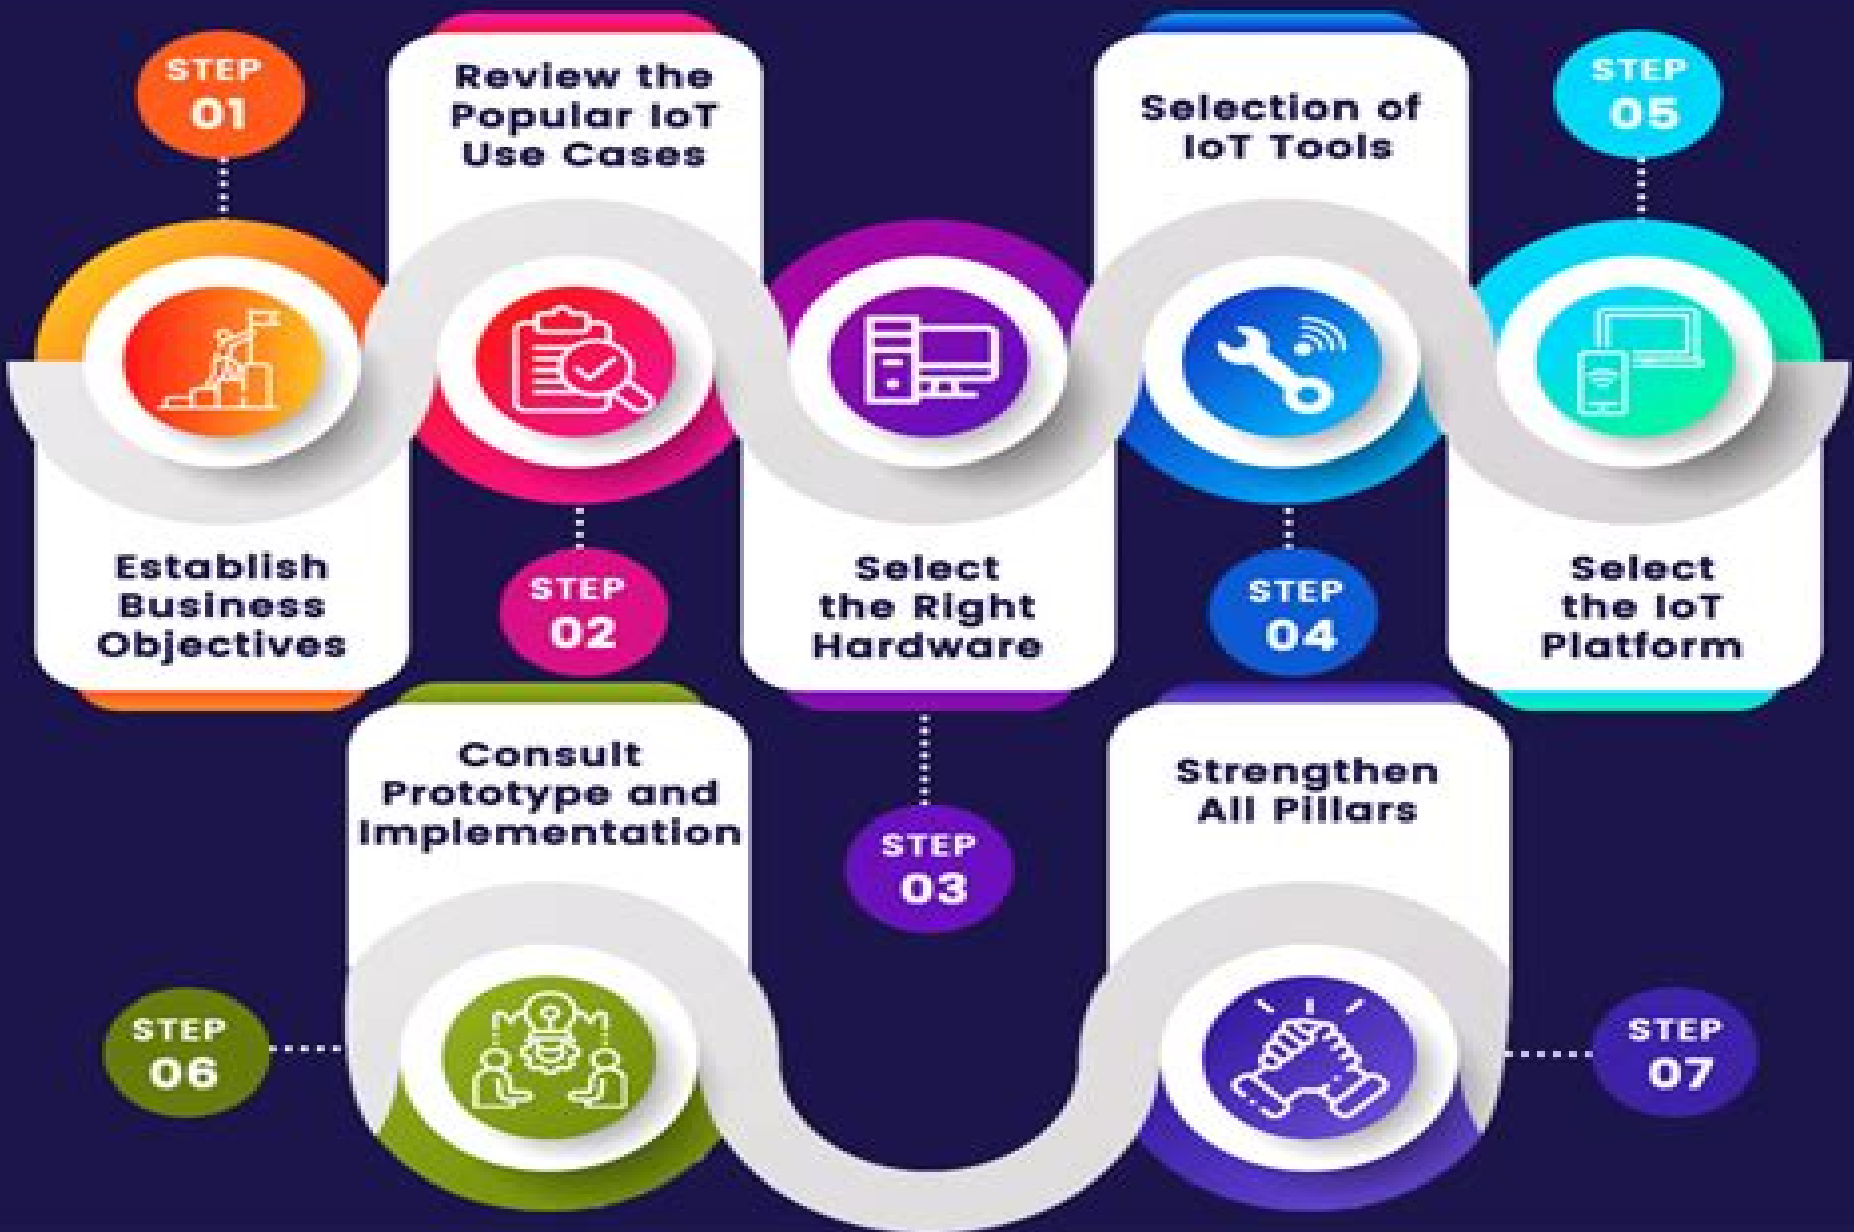 STEP
01
Establish
Business
Objectives
Review the
Popular IoT
Use Cases
STEP
02
Select
the Right
Hardware
STEP
03
Selection of
IoT Tools
STEP
04
STEP
05
Select
the IoT
Platform
Consult
Prototype and
Implementation
STEP
06
Strengthen
All Pillars
STEP
07